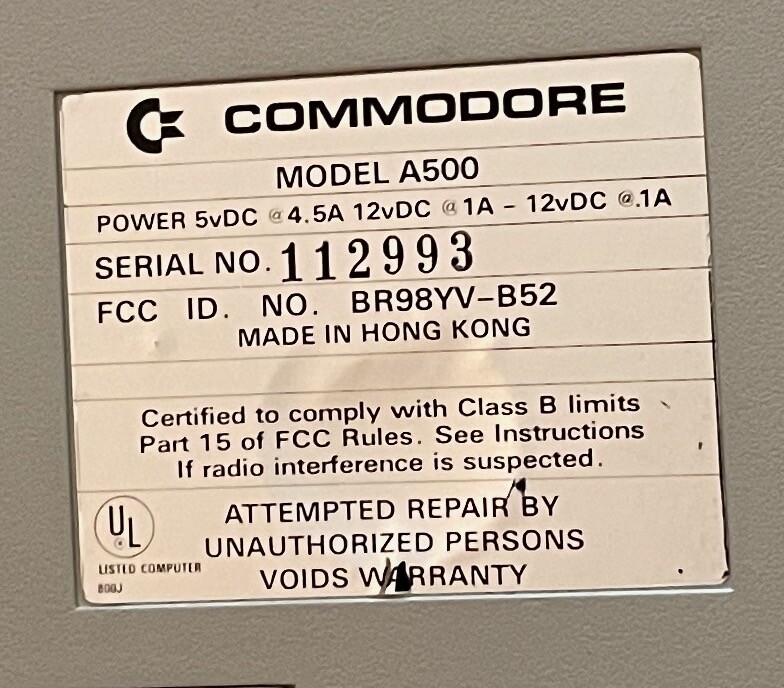 COMMODORE
MODEL A500
POWER 5vDC @ 4.5A 12vDC @ 1A - 12vDC @.1A
SERIAL NO. 112993
FCC ID. NO. BR98YV-B52
MADE IN HONG KONG
Certified to comply with Class B limits
Part 15 of FCC Rules. See Instructions
If radio interference is suspected.
UL
LISTED COMPUTER
800J
ATTEMPTED REPAIR BY
UNAUTHORIZED PERSONS
VOIDS WARRANTY